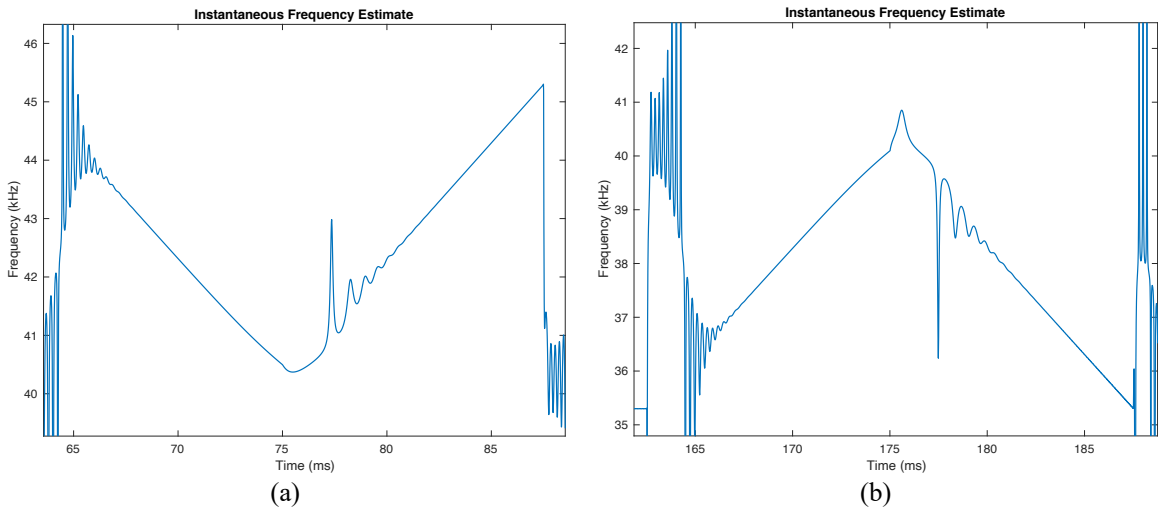 Instantaneous Frequency Estimate
Frequency (kHz)
46
45
44
43
42
41
40
65 70 75 80 85
Time (ms)
(a)
Instantaneous Frequency Estimate
Frequency (kHz)
42
41
40
39
38
37
36
35
165 170 175 180 185
Time (ms)
(b)